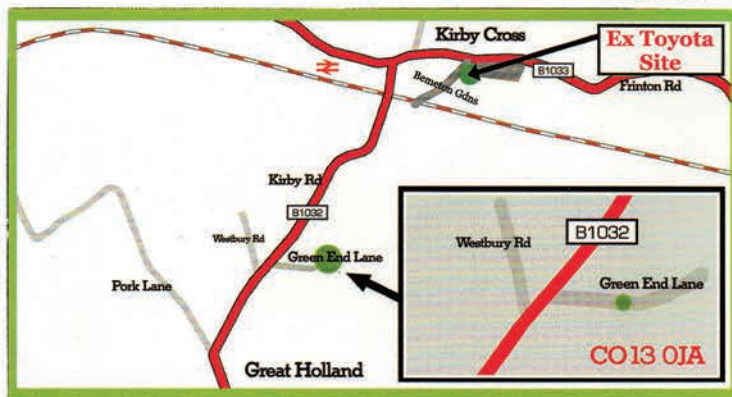 Kirby Cross
Ex Toyota
Site
B1033
Frinton Rd
Bemeton Gdns
Kirby Rd
B1032
Westbury Rd
Green End Lane
Pork Lane
Great Holland
B1032
Westbury Rd
Green End Lane
CO13 0JA